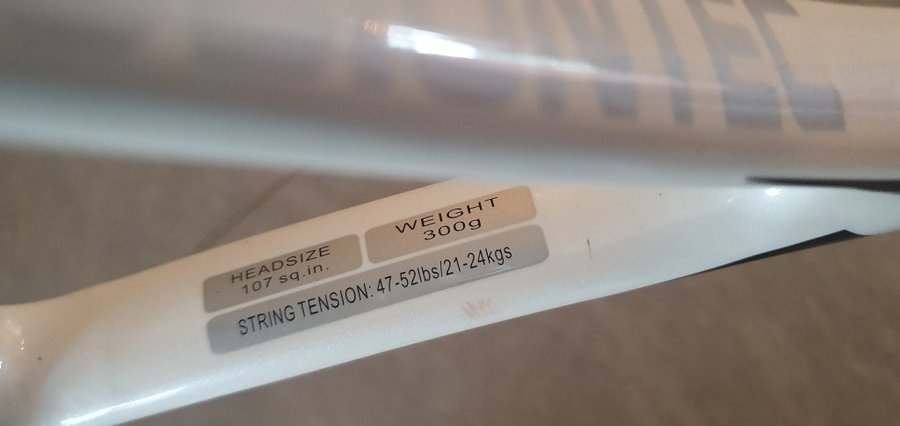 HEADSIZE
107 sq.in.
WEIGHT
300g
STRING TENSION: 47-52lbs/21-24kgs